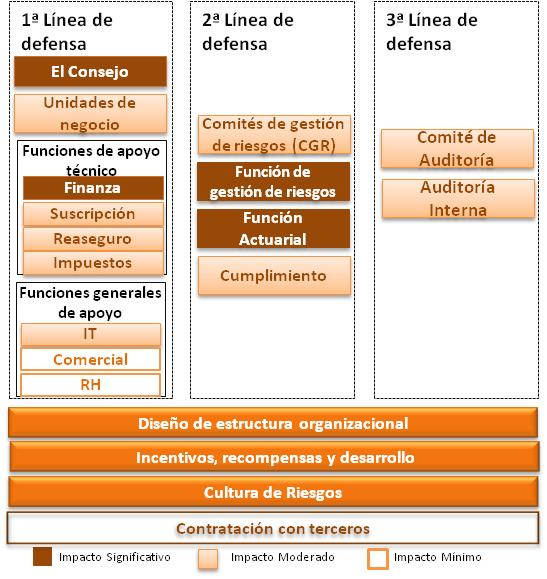 1ª Línea de
defensa
El Consejo
Unidades de
negocio
Funciones de apoyo
técnico
Finanza
Suscripción
Reaseguro
Impuestos
Funciones generales
de apoyo
IT
Comercial
RH
2ª Línea de
defensa
Comités de gestión
de riesgos (CGR)
Función de
gestión de riesgos
Función
Actuarial
Cumplimiento
3ª Línea de
defensa
Comité de
Auditoría
Auditoría
Interna
Diseño de estructura organizacional
Incentivos, recompensas y desarrollo
Cultura de Riesgos
Contratación con terceros
Impacto Significativo
Impacto Moderado
Impacto Mínimo